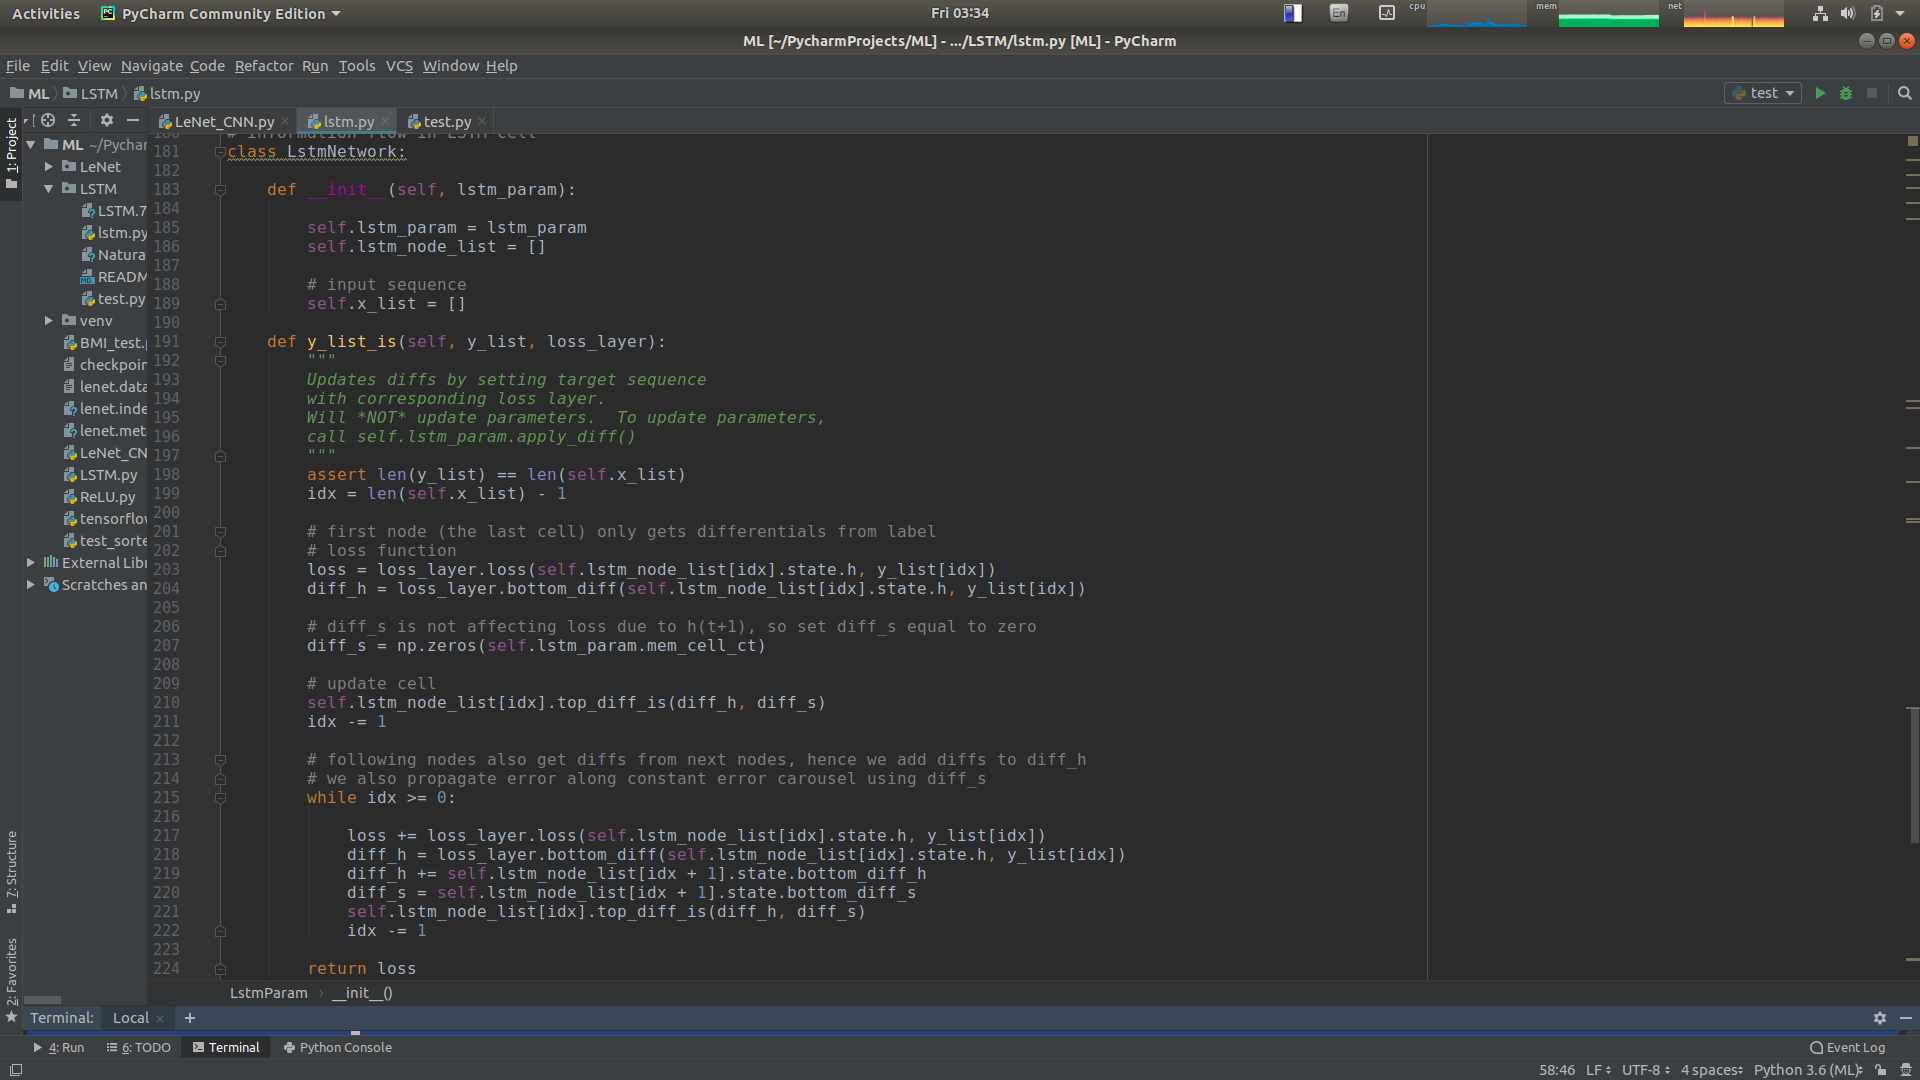 Activities PyCharm Community Edition Fri 03:34 En cpu mem net
ML [~/PycharmProjects/ML] - .../LSTM/lstm.py [ML] - PyCharm
File Edit View Navigate Code Refactor Run Tools VCS Window Help
ML LSTM lstm.py test
1: Project
LeNet_CNN.py lstm.py test.py
ML ~/Pychar
LeNet
LSTM
LSTM.7
lstm.py
Natura
READM
test.py
venv
BMI_test.
checkpoin
lenet.data
lenet.inde
lenet.met
LeNet_CN
LSTM.py
ReLU.py
tensorflov
test_sorte
External Libr
Scratches an
7: Structure
2: Favorites
181 class LstmNetwork:
182
183 def __init__(self, lstm_param):
184
185 self.lstm_param = lstm_param
186 self.lstm_node_list = []
187
188 # input sequence
189 self.x_list = []
190
191 def y_list_is(self, y_list, loss_layer):
192 """
193 Updates diffs by setting target sequence
194 with corresponding loss layer.
195 Will *NOT* update parameters.  To update parameters,
196 call self.lstm_param.apply_diff()
197 """
198 assert len(y_list) == len(self.x_list)
199 idx = len(self.x_list) - 1
200
201 # first node (the last cell) only gets differentials from label
202 # loss function
203 loss = loss_layer.loss(self.lstm_node_list[idx].state.h, y_list[idx])
204 diff_h = loss_layer.bottom_diff(self.lstm_node_list[idx].state.h, y_list[idx])
205
206 # diff_s is not affecting loss due to h(t+1), so set diff_s equal to zero
207 diff_s = np.zeros(self.lstm_param.mem_cell_ct)
208
209 # update cell
210 self.lstm_node_list[idx].top_diff_is(diff_h, diff_s)
211 idx -= 1
212
213 # following nodes also get diffs from next nodes, hence we add diffs to diff_h
214 # we also propagate error along constant error carousel using diff_s
215 while idx >= 0:
216
217 loss += loss_layer.loss(self.lstm_node_list[idx].state.h, y_list[idx])
218 diff_h = loss_layer.bottom_diff(self.lstm_node_list[idx].state.h, y_list[idx])
219 diff_h += self.lstm_node_list[idx + 1].state.bottom_diff_h
220 diff_s = self.lstm_node_list[idx + 1].state.bottom_diff_s
221 self.lstm_node_list[idx].top_diff_is(diff_h, diff_s)
222 idx -= 1
223
224 return loss
LstmParam › __init__()
Terminal: Local +
4: Run 6: TODO Terminal Python Console Event Log
58:46 LF UTF-8 4 spaces Python 3.6 (ML)